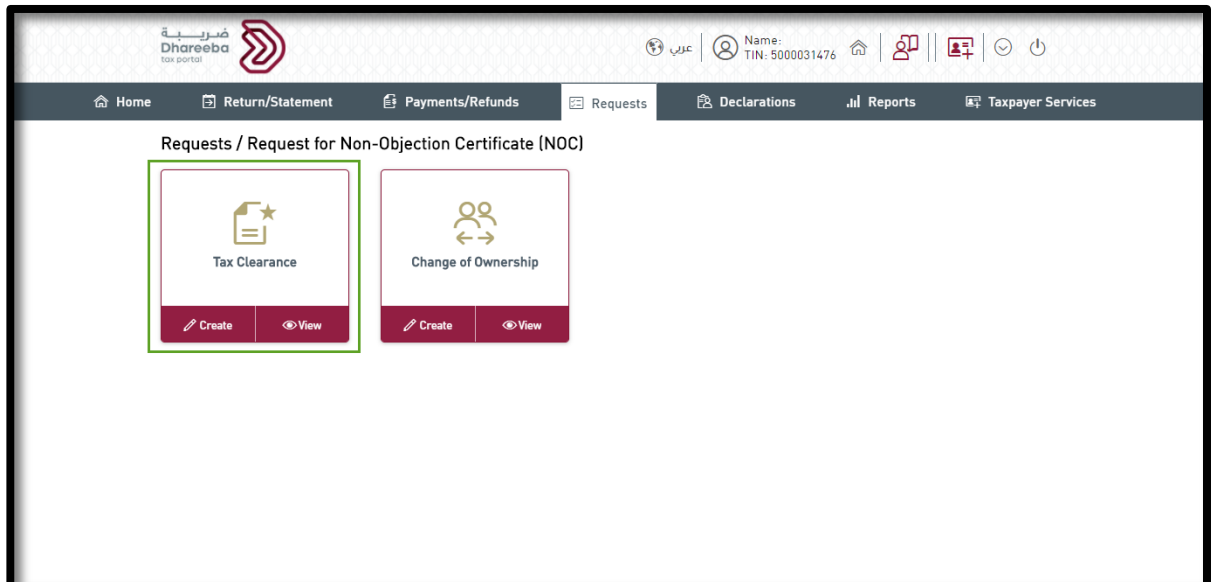 ضريبة
Dhareeba
tax portal
عربي
Name:
TIN: 5000031476
Home
Return/Statement
Payments/Refunds
Requests
Declarations
Reports
Taxpayer Services
Requests / Request for Non-Objection Certificate (NOC)
Tax Clearance
Create
View
Change of Ownership
Create
View